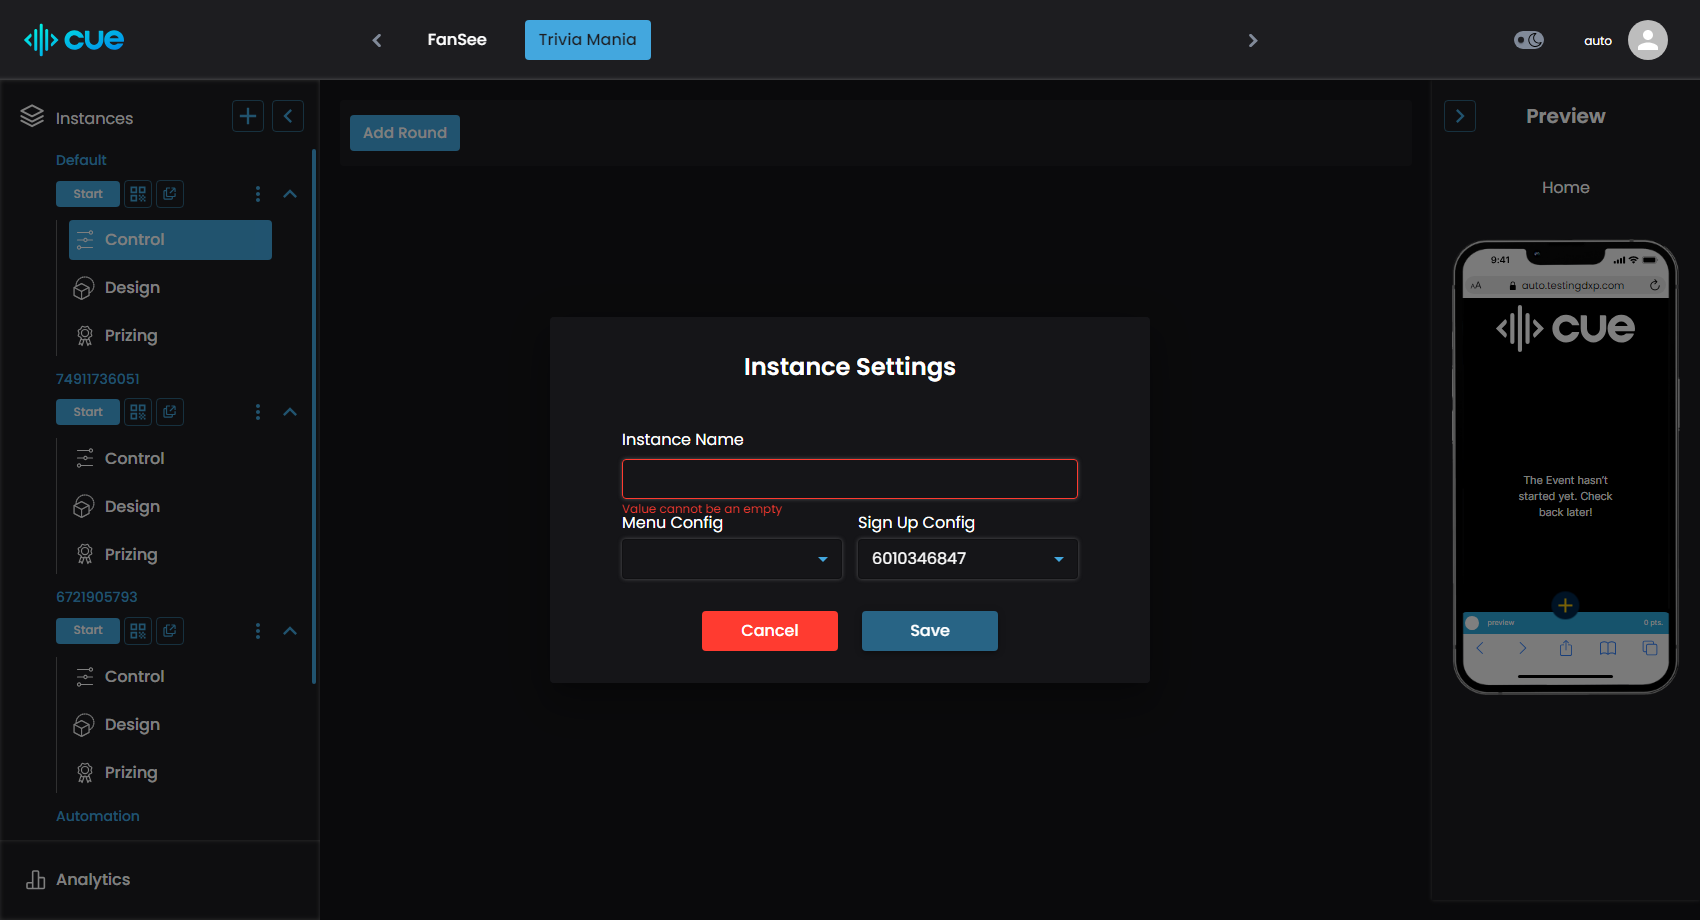 cue
FanSee
Trivia Mania
auto
Instances
Default
Start
Control
Design
Prizing
74911736051
Start
Control
Design
Prizing
6721905793
Start
Control
Design
Prizing
Automation
Analytics
Add Round
Instance Settings
Instance Name
Value cannot be an empty
Menu Config
Sign Up Config
6010346847
Cancel
Save
Preview
Home
9:41
AA
auto.testingdxp.com
cue
The Event hasn't
started yet. Check
back later!
preview
0 pts.